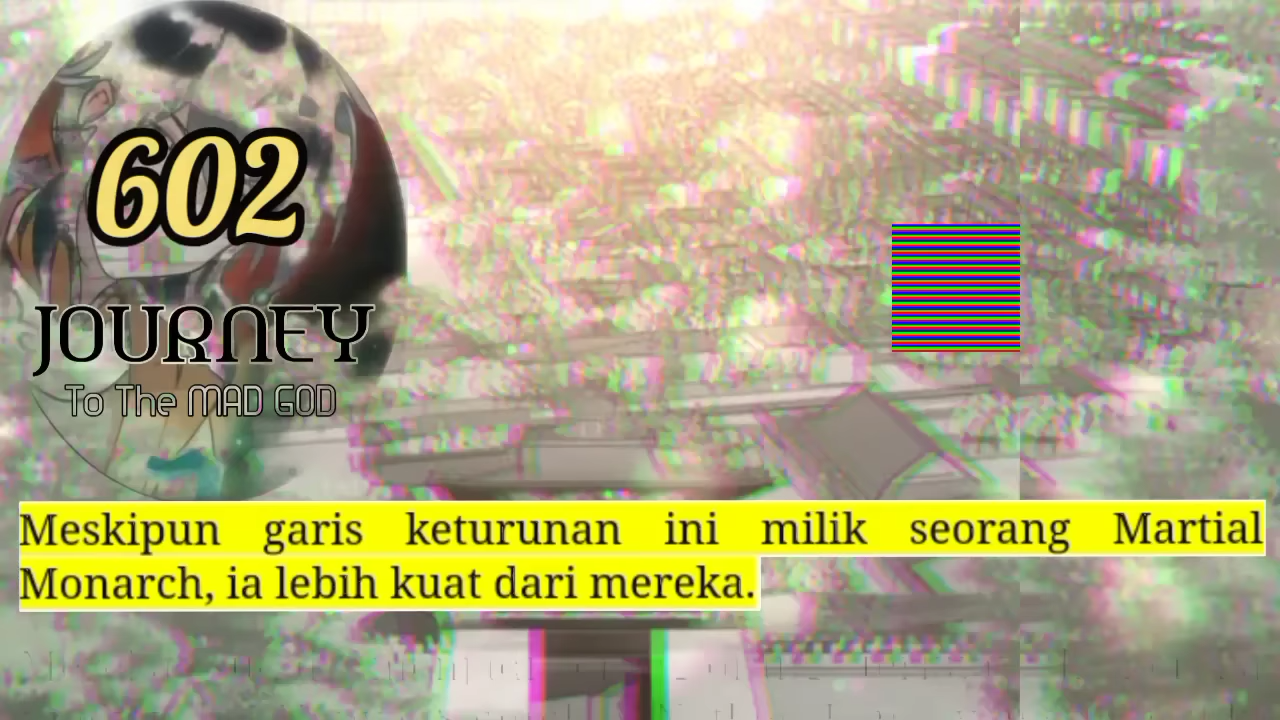 602
JOURNEY
To The MAD GOD
Meskipun garis keturunan ini milik seorang Martial
Monarch, ia lebih kuat dari mereka.